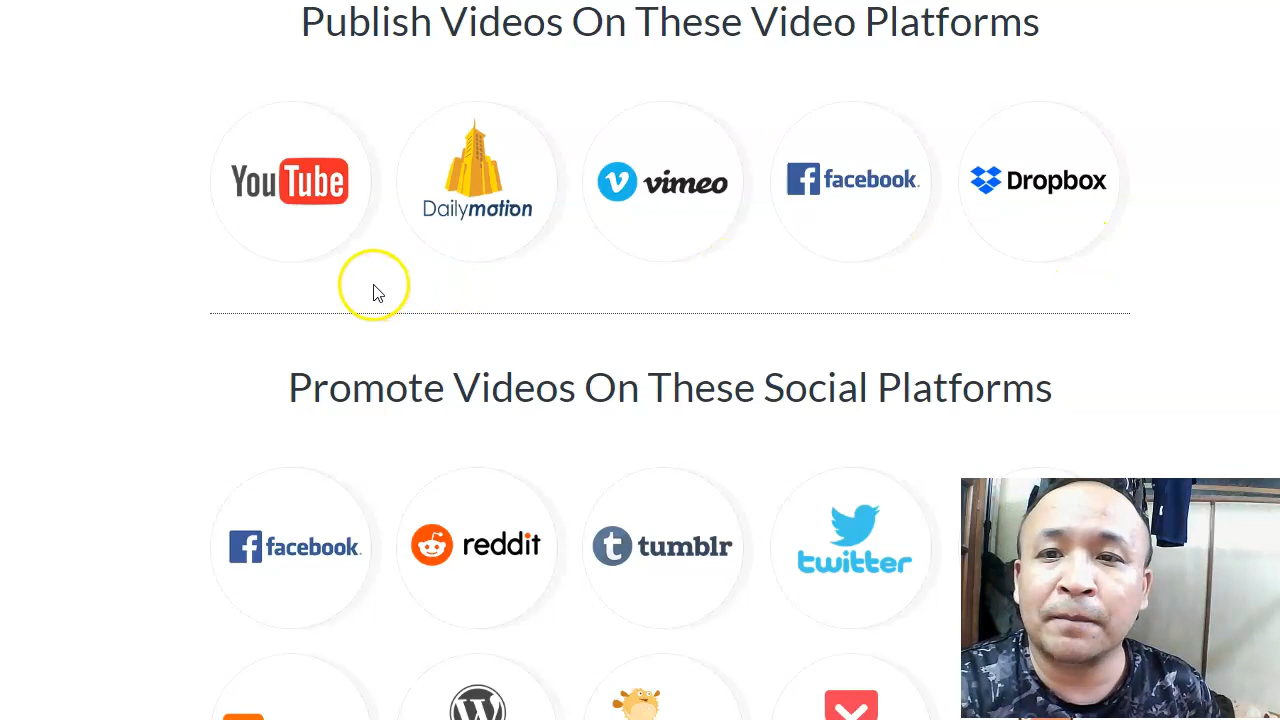 Publish Videos On These Video Platforms
YouTube
Dailymotion
vimeo
facebook.
Dropbox
Promote Videos On These Social Platforms
facebook.
reddit
tumblr
twitter